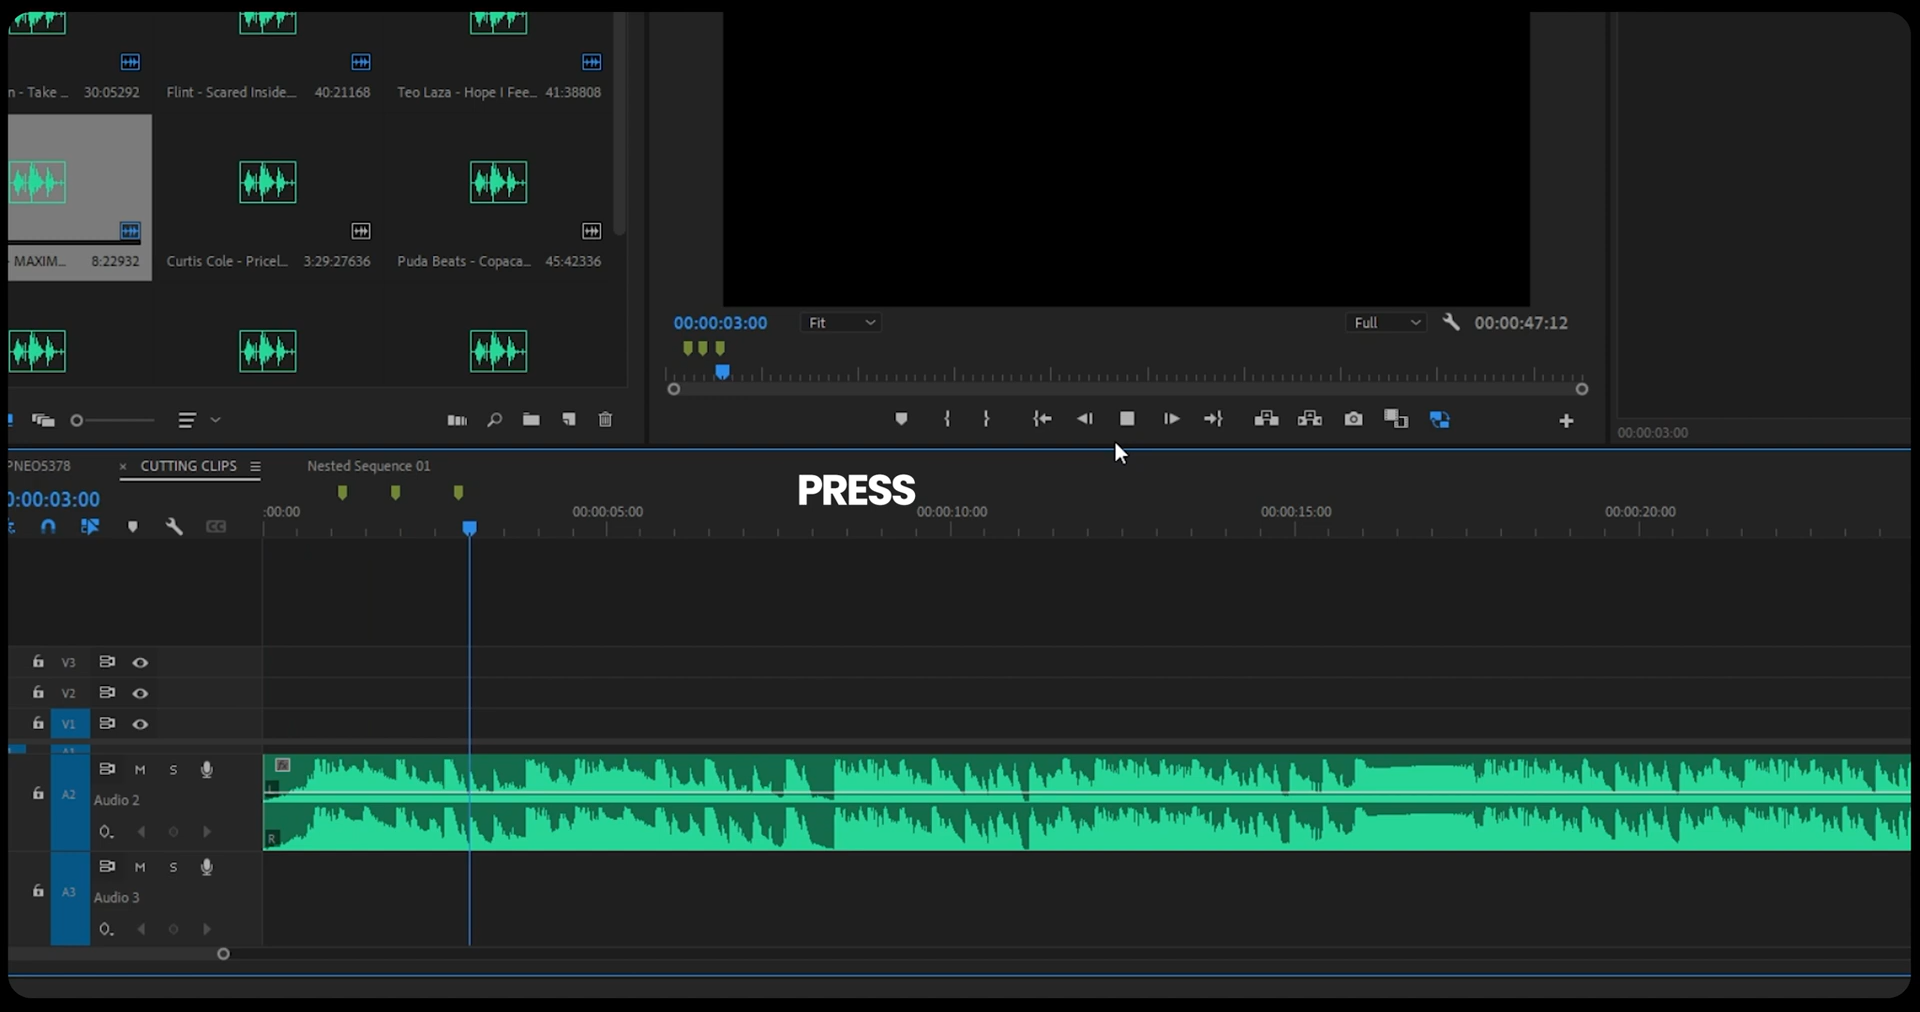 n - Take ... 30:05292 Flint - Scared Inside... 40:21168 Teo Laza - Hope I Fee... 41:38808
- MAXIM... 8:22932 Curtis Cole - Pricel... 3:29:27636 Puda Beats - Copaca... 45:42336
00:00:03:00 Fit Full 00:00:47:12
00:00:03:00
PNEO5378 × CUTTING CLIPS Nested Sequence 01
PRESS
0:00:03:00
:00:00 00:00:05:00 00:00:10:00 00:00:15:00 00:00:20:00
CC
V3
V2
V1
A1
fx
M S
L
A2
Audio 2
R
M S
A3
Audio 3